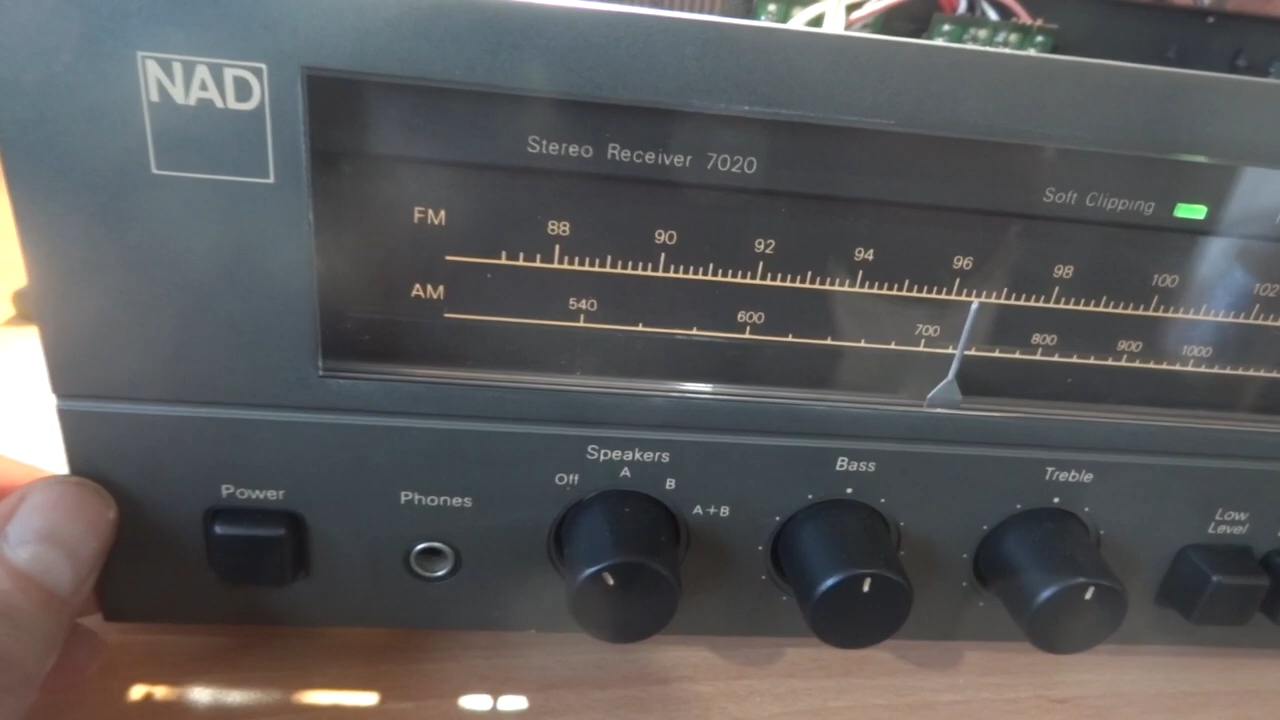 NAD
Stereo Receiver 7020
Soft Clipping
FM
88 90 92 94 96 98 100 102
AM
540 600 700 800 900 1000
Power
Phones
Speakers
Off A B A+B
Bass
Treble
Low
Level